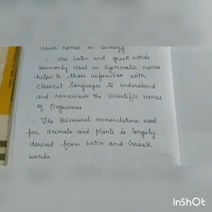 names in
The Latin and Greek words
commonly used in Systematic names
helps to those unfamiliar with
classical languages to understand
and remember the Scientific names
of Organisms
The Binomial nomenclature used
for animals and plants is largely
derived from Latin and Greek
words.
InShOt